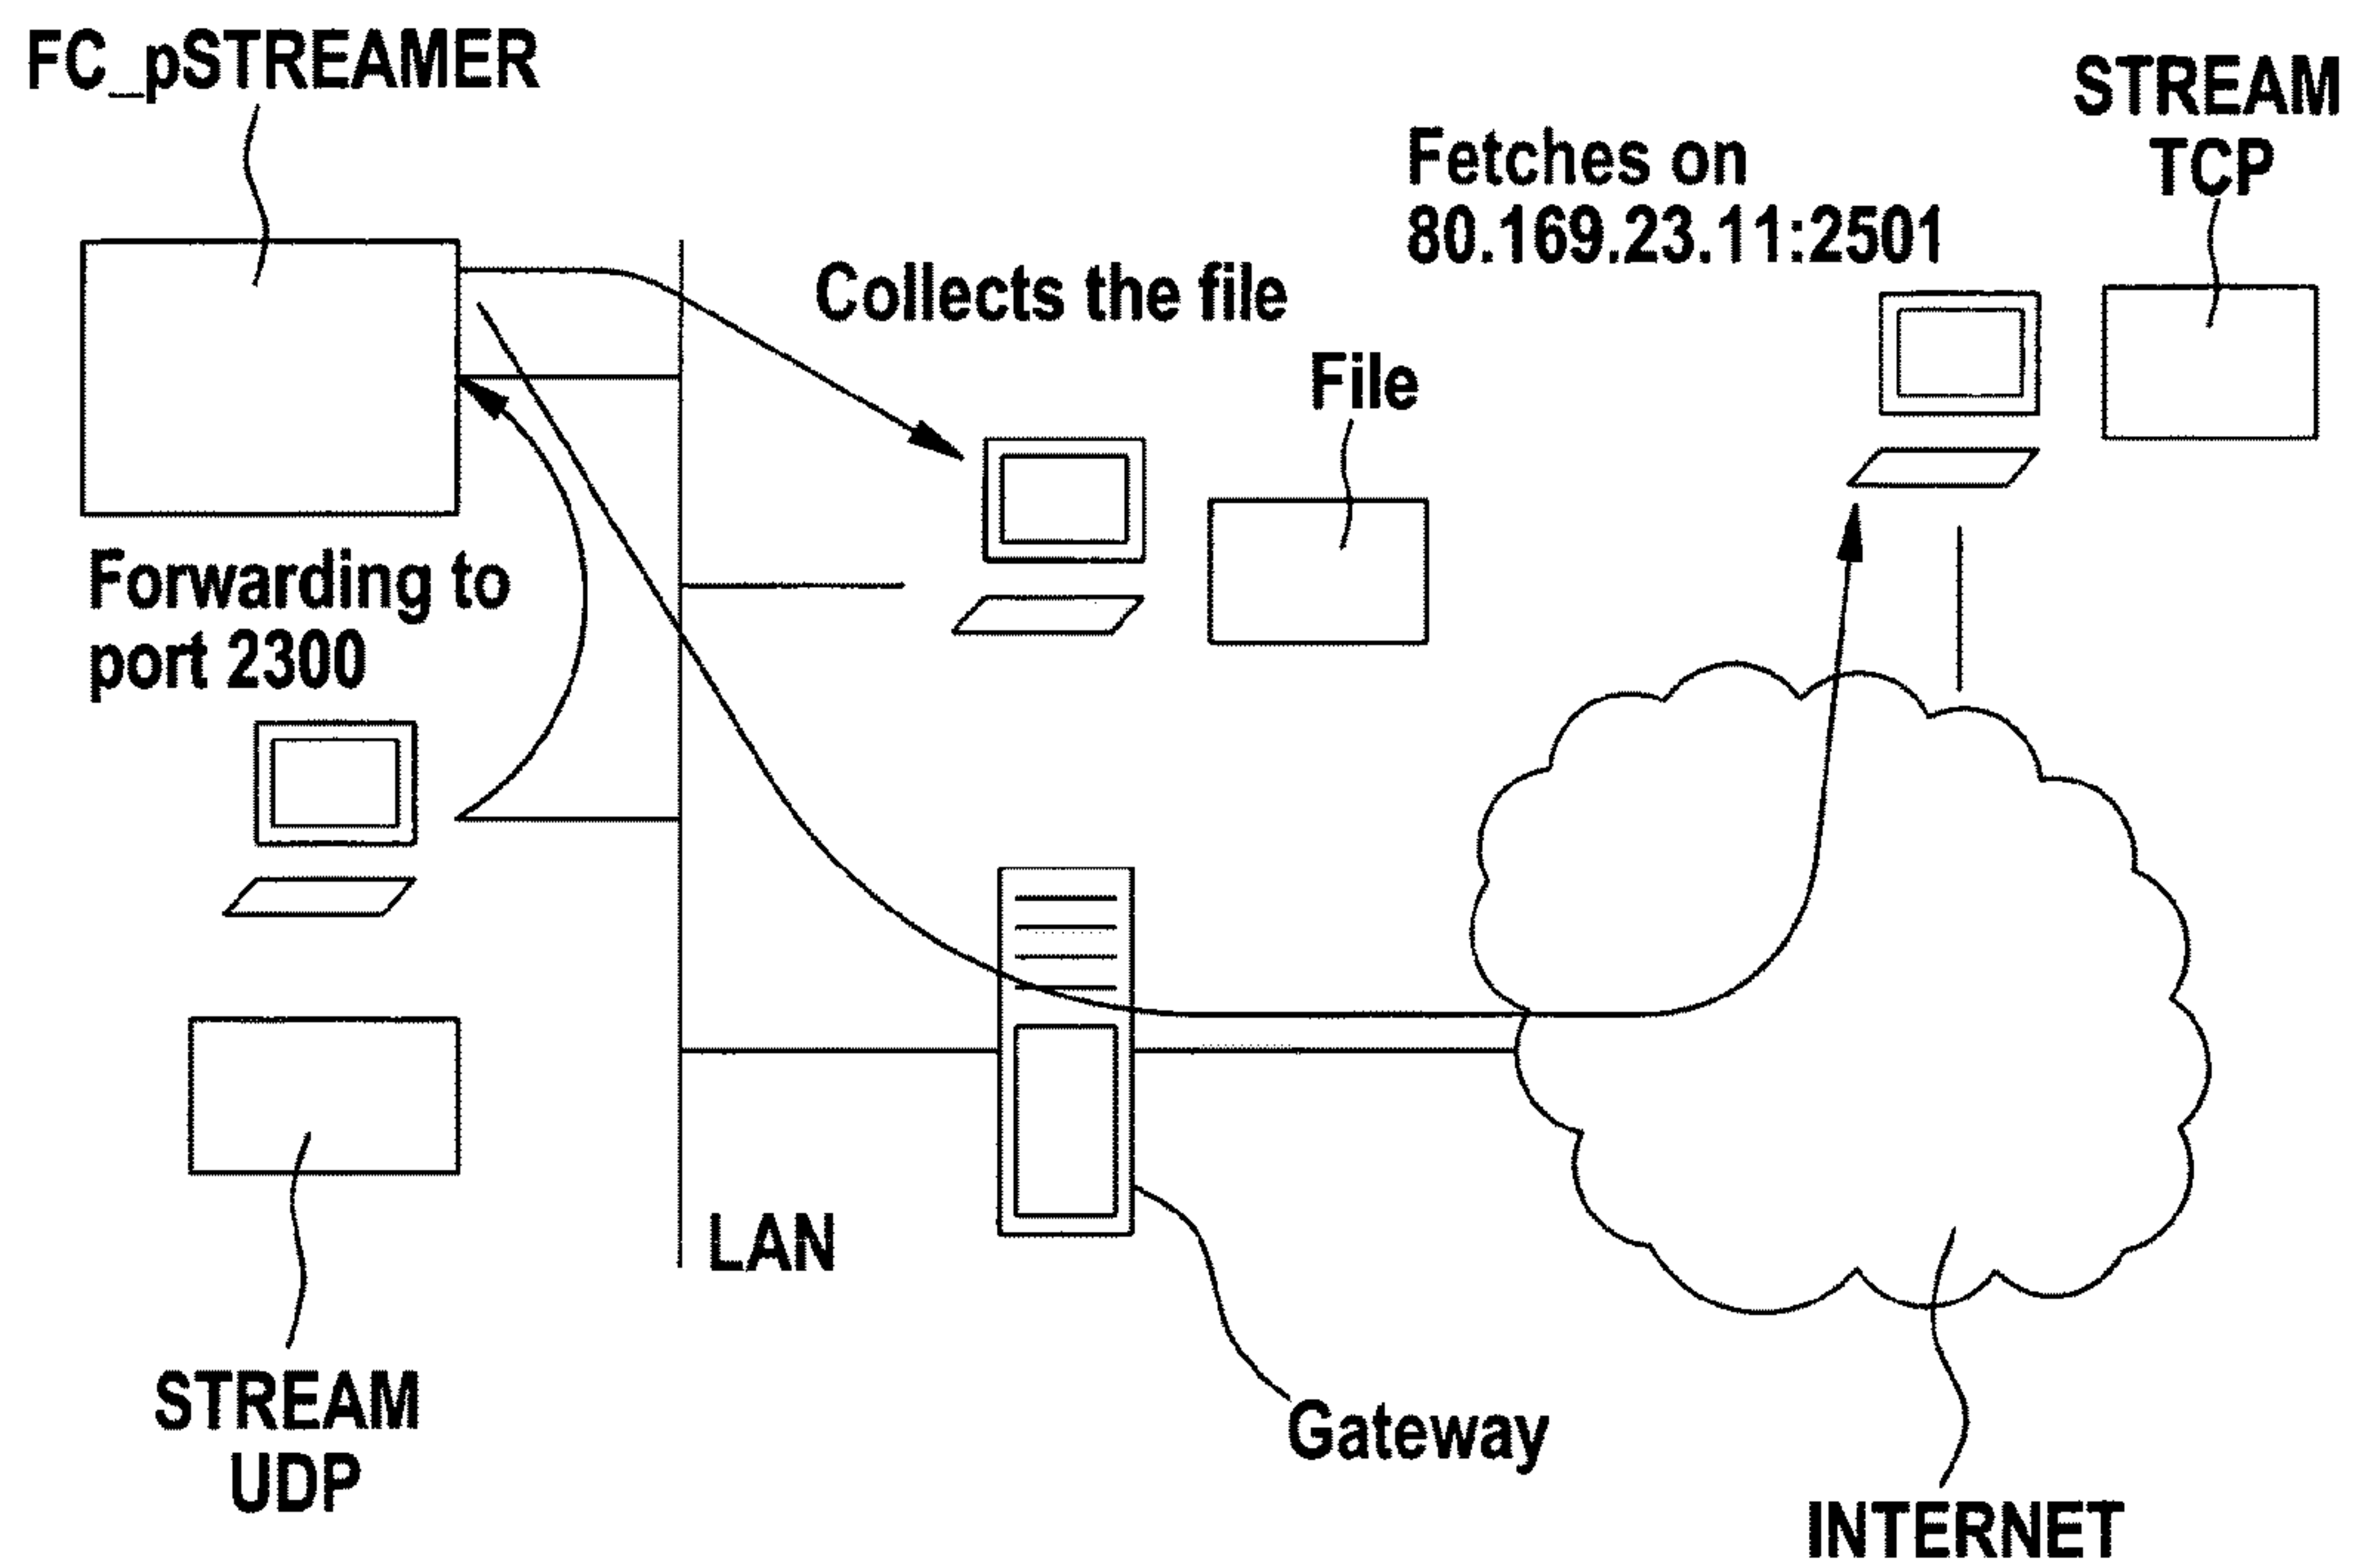 FC_pSTREAMER
STREAM
TCP
Fetches on
80.169.23.11:2501
Collects the file
File
Forwarding to
port 2300
LAN
STREAM
UDP
Gateway
INTERNET